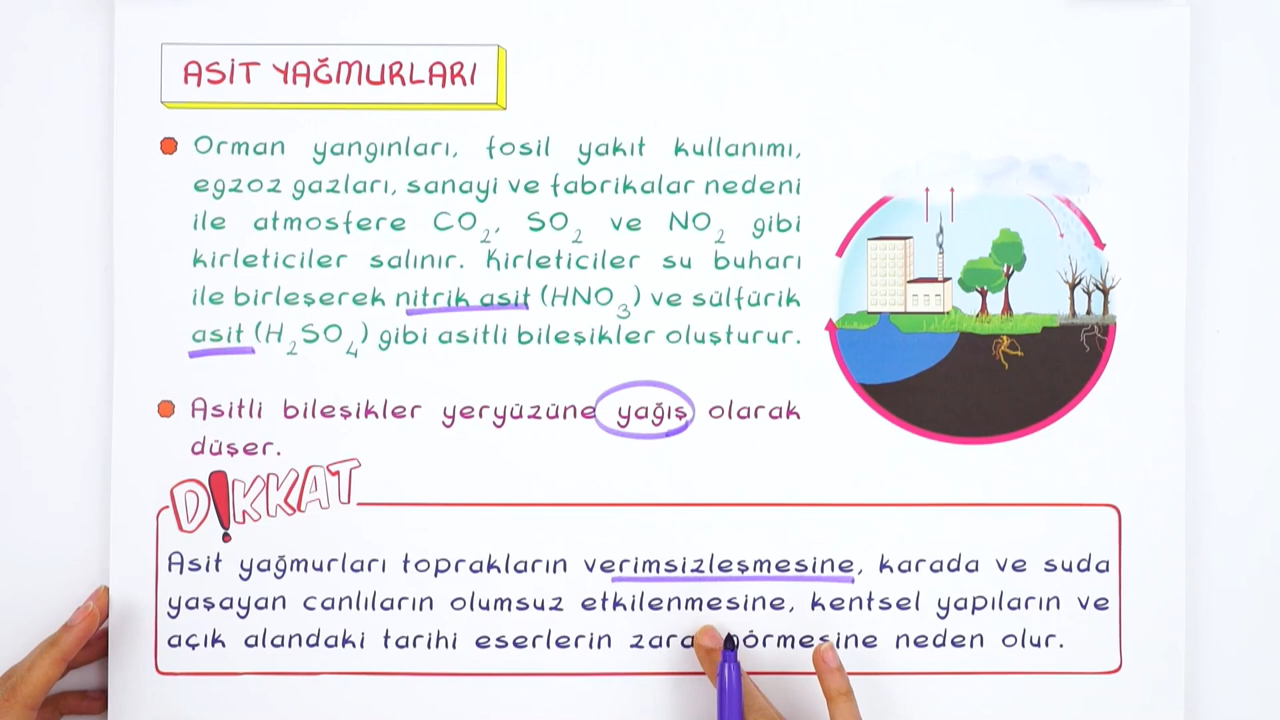 ASİT YAĞMURLARI
Orman yangınları, fosil yakıt kullanımı,
egzoz gazları, sanayi ve fabrikalar nedeni
ile atmosfere CO₂, SO₂ ve NO₂ gibi
kirleticiler salınır. Kirleticiler su buharı
ile birleşerek nitrik asit (HNO₃) ve sülfürik
asit (H₂SO₄) gibi asitli bileşikler oluşturur.
Asitli bileşikler yeryüzüne yağış olarak
düşer.
DİKKAT
Asit yağmurları toprakların verimsizleşmesine, karada ve suda
yaşayan canlıların olumsuz etkilenmesine, kentsel yapıların ve
açık alandaki tarihi eserlerin neden olur.